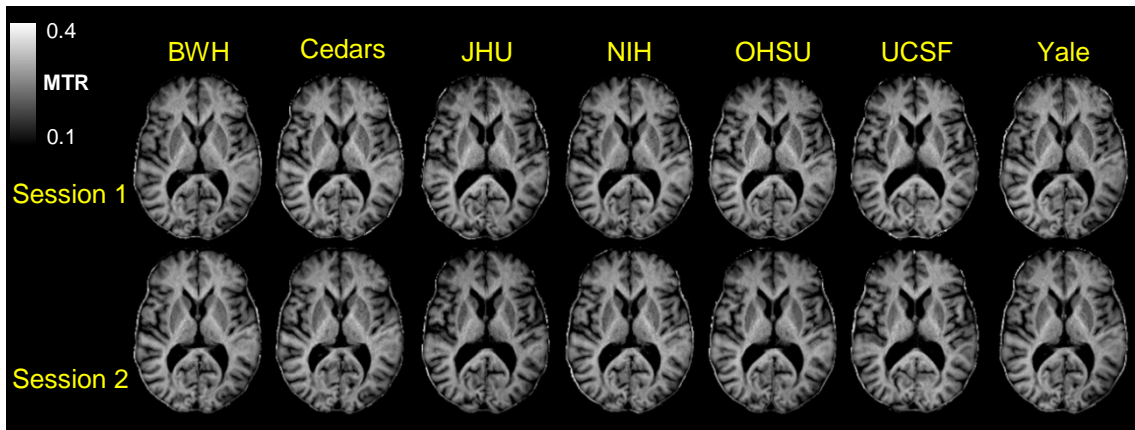 0.4
MTR
0.1
BWH
Cedars
JHU
NIH
OHSU
UCSF
Yale
Session 1
Session 2